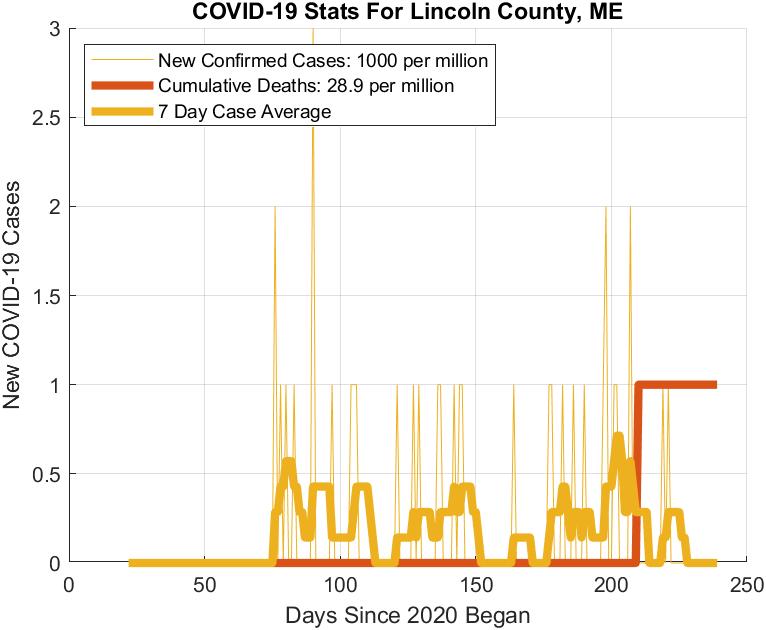 COVID-19 Stats For Lincoln County, ME
New Confirmed Cases: 1000 per million
Cumulative Deaths: 28.9 per million
7 Day Case Average
New COVID-19 Cases
3
2.5
2
1.5
1
0.5
0
0 50 100 150 200 250
Days Since 2020 Began